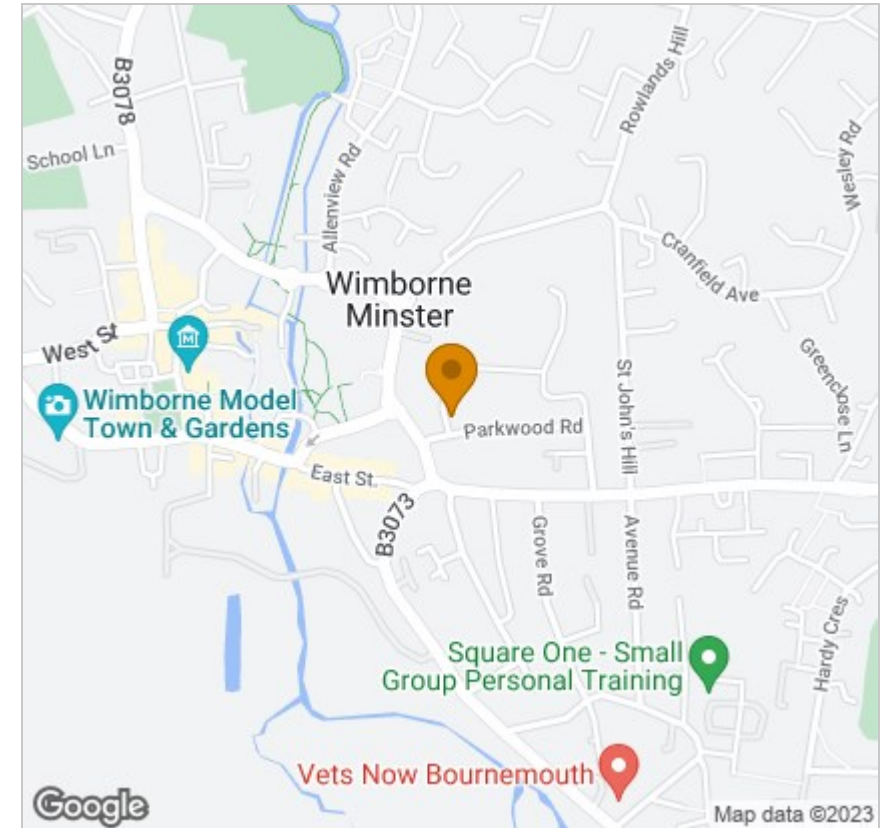 B3078
School Ln
Allenview Rd
Rowlands Hill
Wesley Rd
Cranfield Ave
Wimborne
Minster
West St
M
Wimborne Model
Town & Gardens
Greenclose Ln
St John's Hill
Parkwood Rd
East St.
B3073
Grove Rd
Avenue Rd
Hardy Cres
Square One - Small
Group Personal Training
Vets Now Bournemouth
Google
Map data ©2023